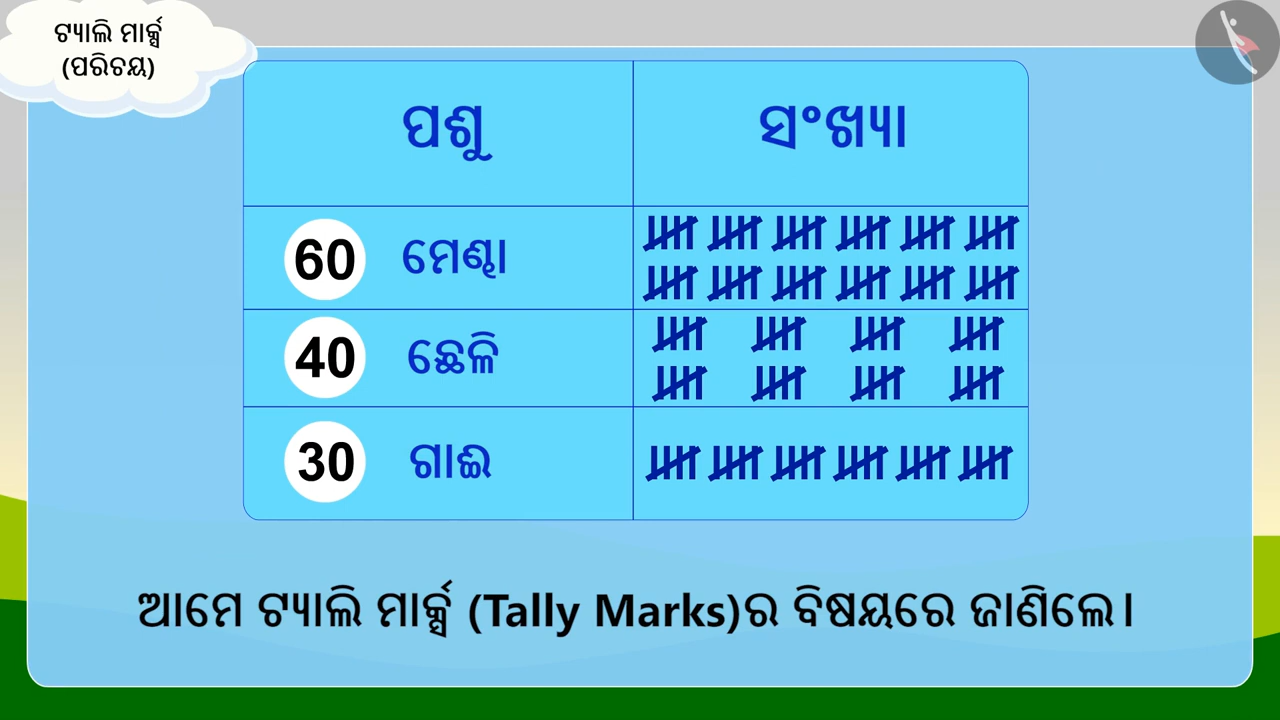 ଟ୍ୟାଲି ମାର୍କ୍ସ
(ପରିଚୟ)
ପଶୁ ସଂଖ୍ୟା
60 ମେଣ୍ଢା
40 ଛେଳି
30 ଗାଈ
ଆମେ ଟ୍ୟାଲି ମାର୍କ୍ସ (Tally Marks)ର ବିଷୟରେ ଜାଣିଲେ।